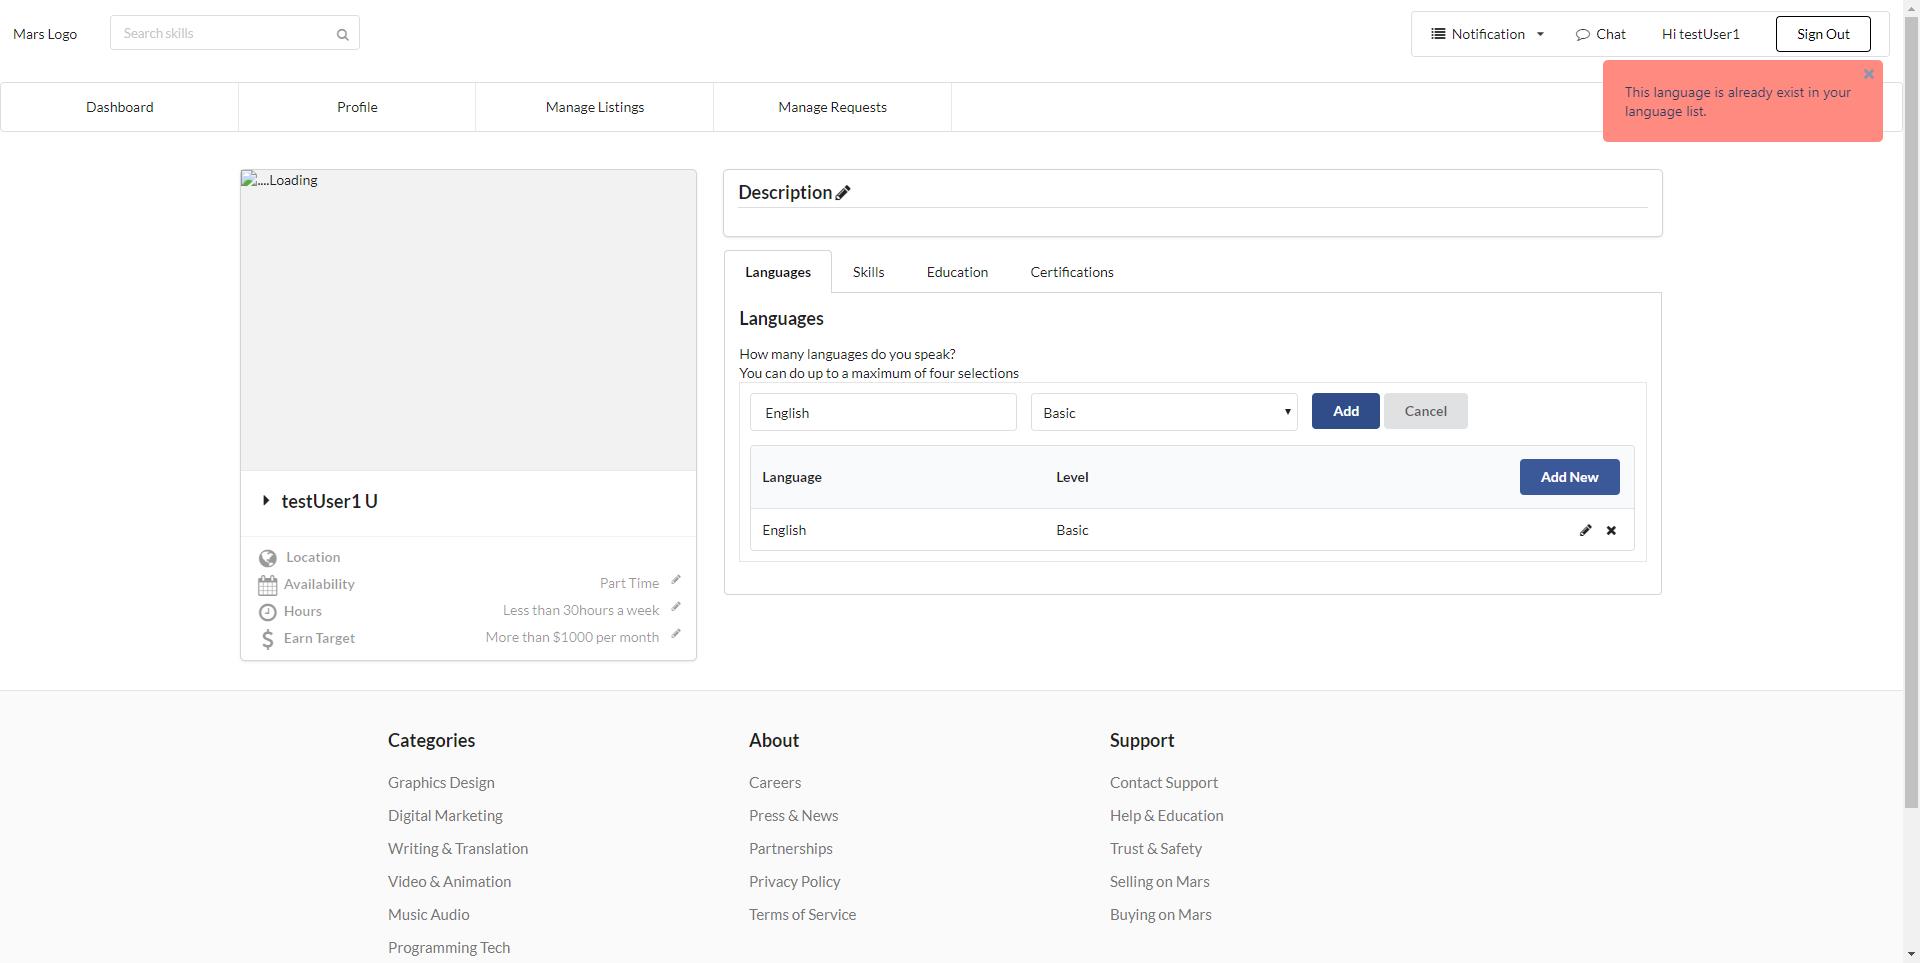 Mars Logo
Search skills
Notification
Chat
Hi testUser1
Sign Out
This language is already exist in your
language list.
Dashboard
Profile
Manage Listings
Manage Requests
....Loading
testUser1 U
Location
Availability
Part Time
Hours
Less than 30hours a week
Earn Target
More than $1000 per month
Description
Languages
Skills
Education
Certifications
Languages
How many languages do you speak?
You can do up to a maximum of four selections
English
Basic
Add
Cancel
Language
Level
Add New
English
Basic
Categories
Graphics Design
Digital Marketing
Writing & Translation
Video & Animation
Music Audio
Programming Tech
About
Careers
Press & News
Partnerships
Privacy Policy
Terms of Service
Support
Contact Support
Help & Education
Trust & Safety
Selling on Mars
Buying on Mars